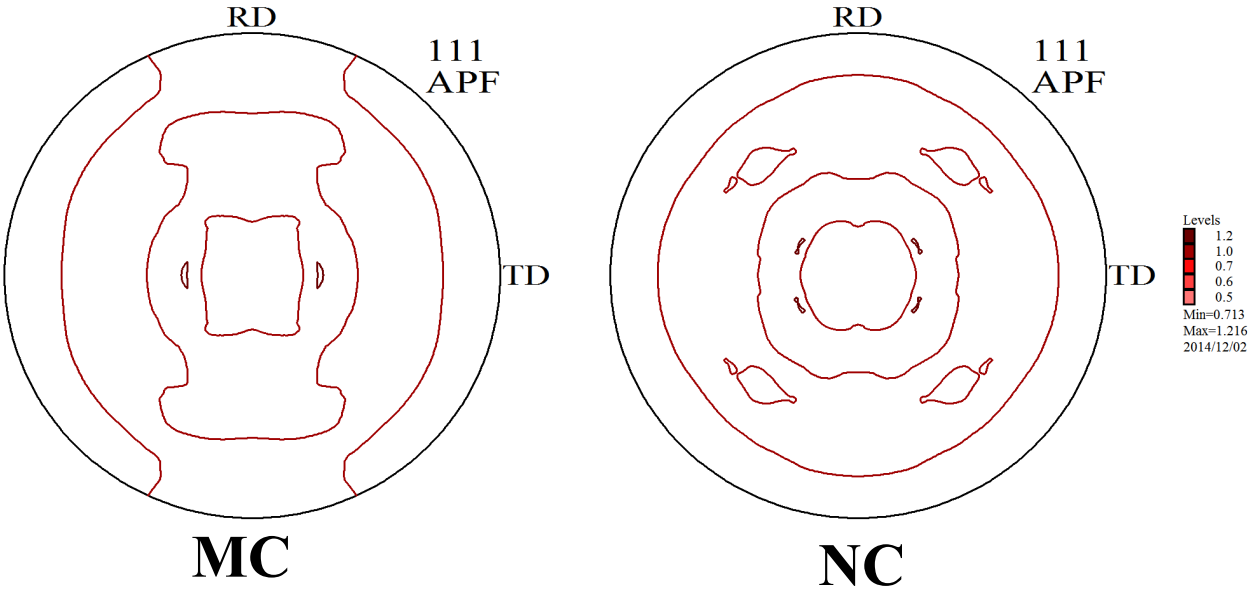 RD
111
APF
TD
MC
RD
111
APF
TD
NC
Levels
1.2
1.0
0.7
0.6
0.5
Min=0.713
Max=1.216
2014/12/02